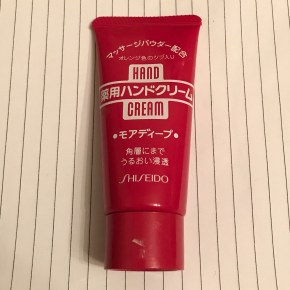 マッサージパウダー配合
オレンジ色のツブ入り
HAND
薬用ハンドクリーム
CREAM
•モアディープ•
角層にまで
うるおい浸透
SHISEIDO